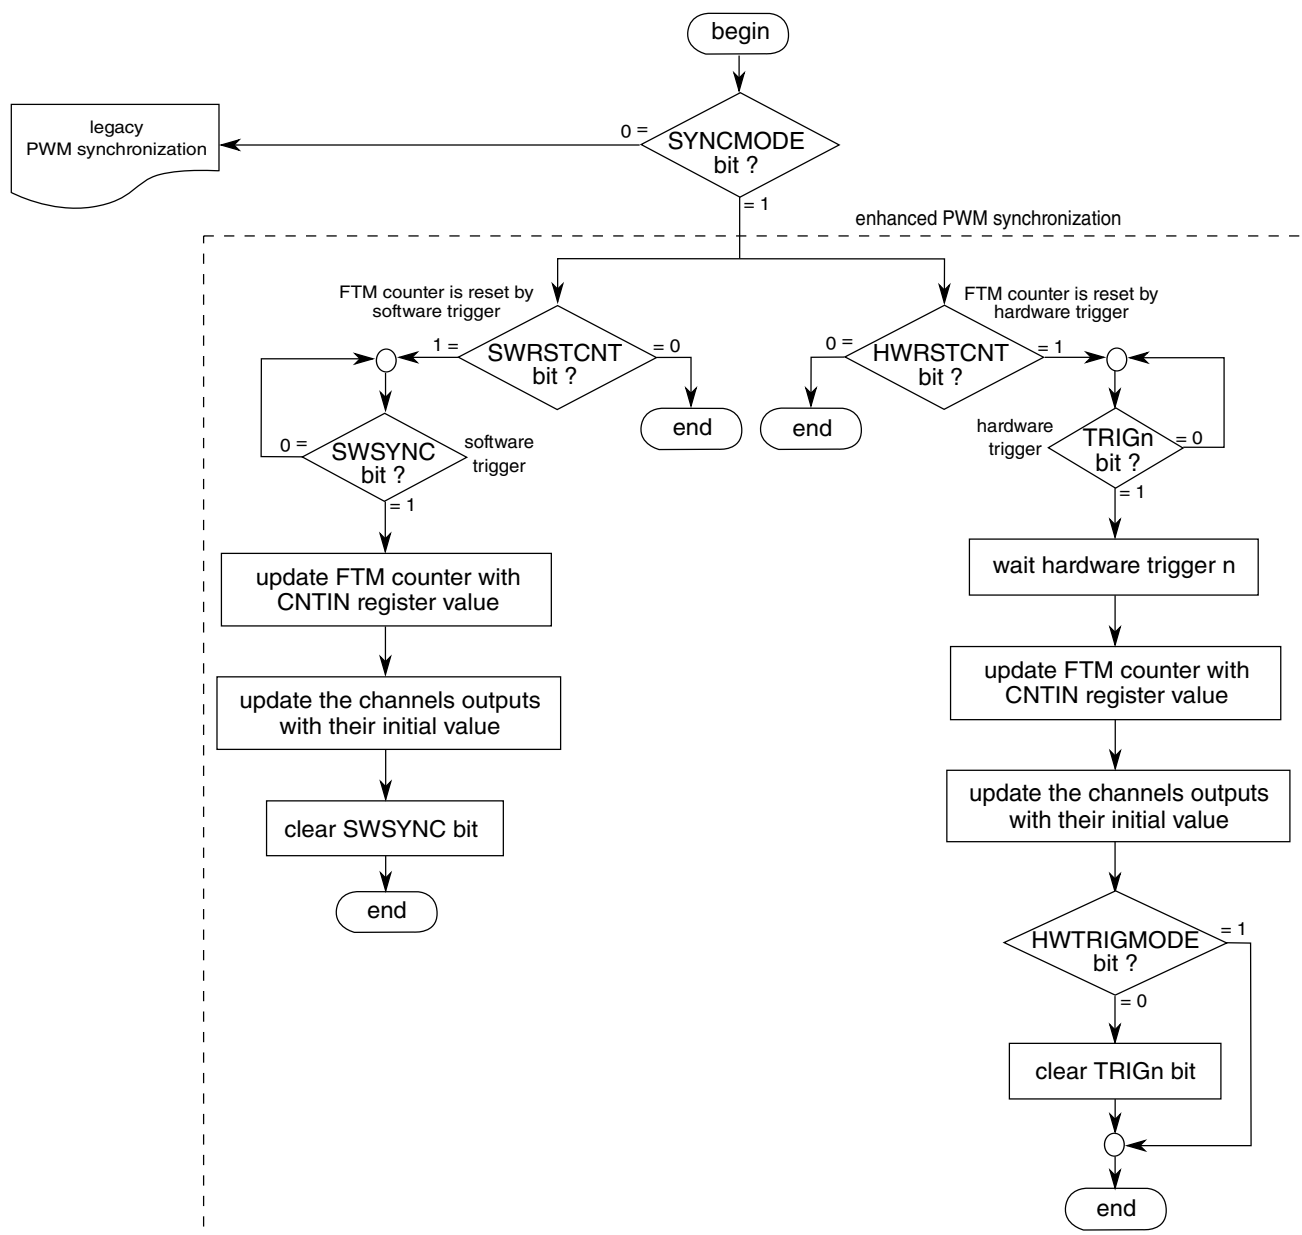 begin
legacy
PWM synchronization
0 =
SYNCMODE
bit ?
= 1
enhanced PWM synchronization
FTM counter is reset by
software trigger
1 =
SWRSTCNT
bit ?
= 0
end
FTM counter is reset by
hardware trigger
0 =
HWRSTCNT
bit ?
= 1
end
0 =
SWSYNC
bit ?
software
trigger
= 1
hardware
trigger
TRIGn
bit ?
= 0
= 1
update FTM counter with
CNTIN register value
update the channels outputs
with their initial value
clear SWSYNC bit
end
wait hardware trigger n
update FTM counter with
CNTIN register value
update the channels outputs
with their initial value
HWTRIGMODE
bit ?
= 1
= 0
clear TRIGn bit
end